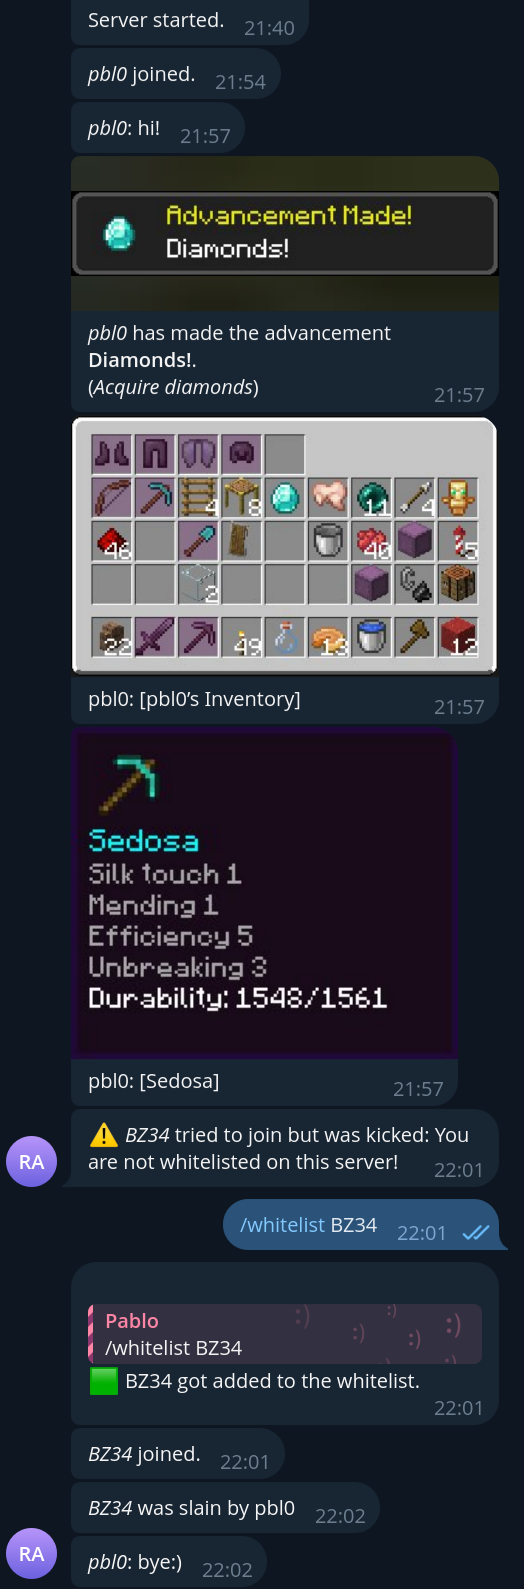 Server started. 21:40
pbl0 joined. 21:54
pbl0: hi! 21:57
Advancement Made!
Diamonds!
pbl0 has made the advancement
Diamonds!.
(Acquire diamonds) 21:57
4 8 11 4
46 40 5
2
22 49 13 12
pbl0: [pbl0’s Inventory] 21:57
Sedosa
Silk touch 1
Mending 1
Efficiency 5
Unbreaking 3
Durability: 1548/1561
pbl0: [Sedosa] 21:57
⚠️ BZ34 tried to join but was kicked: You
are not whitelisted on this server! 22:01
RA
/whitelist BZ34 22:01
Pablo
/whitelist BZ34
🟩 BZ34 got added to the whitelist.
22:01
BZ34 joined. 22:01
BZ34 was slain by pbl0 22:02
RA
pbl0: bye:) 22:02